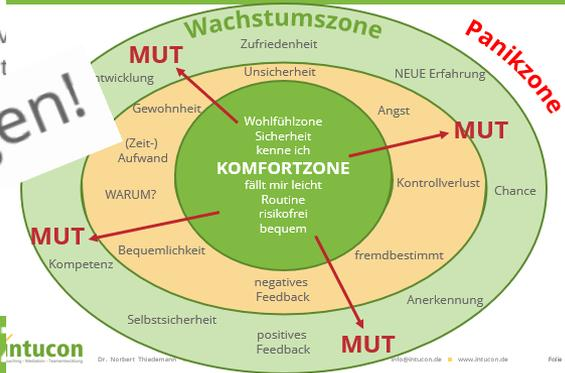 Wachstumszone
Panikzone
MUT
Zufriedenheit
Unsicherheit
NEUE Erfahrung
Gewohnheit
Angst
MUT
(Zeit-)
Aufwand
WARUM?
Wohlfühlzone
Sicherheit
kenne ich
KOMFORTZONE
fällt mir leicht
Routine
risikofrei
bequem
Kontrollverlust
Chance
MUT
Kompetenz
Bequemlichkeit
fremdbestimmt
negatives
Feedback
Anerkennung
Selbstsicherheit
positives
Feedback
MUT
intucon
Dr. Norbert Thiedemann
info@intucon.de
www.intucon.de
Folie
en!